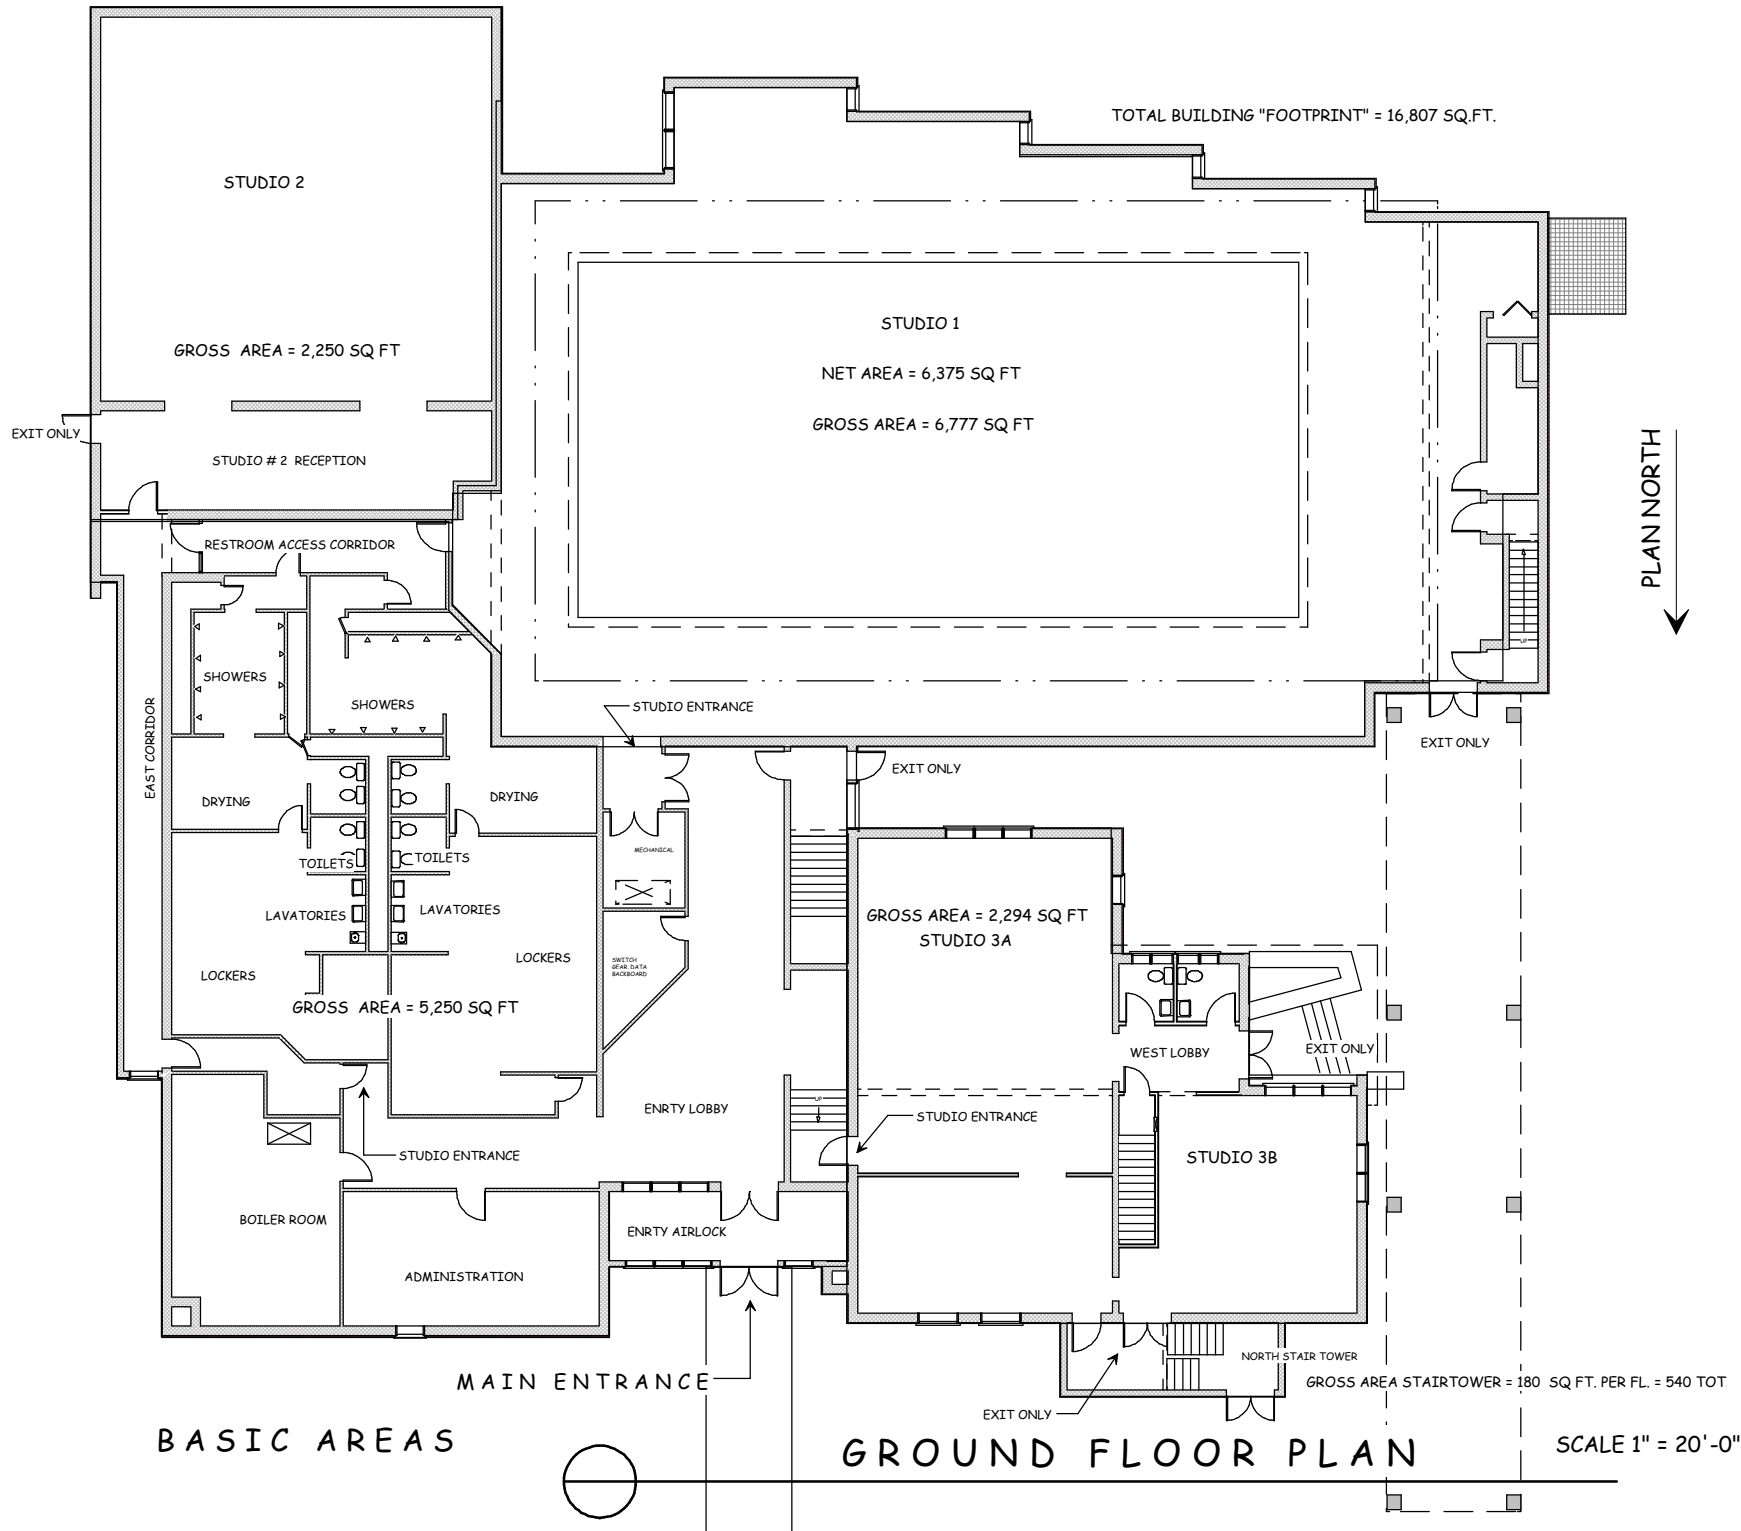 TOTAL BUILDING "FOOTPRINT" = 16,807 SQ.FT.
STUDIO 2
GROSS AREA = 2,250 SQ FT
STUDIO 1
NET AREA = 6,375 SQ FT
GROSS AREA = 6,777 SQ FT
EXIT ONLY
STUDIO # 2 RECEPTION
PLAN NORTH
RESTROOM ACCESS CORRIDOR
UP
SHOWERS
SHOWERS
EAST CORRIDOR
STUDIO ENTRANCE
EXIT ONLY
EXIT ONLY
DRYING
DRYING
MECHANICAL
TOILETS
TOILETS
LAVATORIES
LAVATORIES
GROSS AREA = 2,294 SQ FT
STUDIO 3A
LOCKERS
LOCKERS
SWITCH
GEAR DATA
BACKBOARD
GROSS AREA = 5,250 SQ FT
WEST LOBBY
EXIT ONLY
ENRTY LOBBY
UP
STUDIO ENTRANCE
STUDIO ENTRANCE
STUDIO 3B
BOILER ROOM
ENRTY AIRLOCK
ADMINISTRATION
NORTH STAIR TOWER
MAIN ENTRANCE
GROSS AREA STAIRTOWER = 180 SQ FT. PER FL. = 540 TOT
EXIT ONLY
BASIC AREAS
GROUND FLOOR PLAN
SCALE 1" = 20'-0"